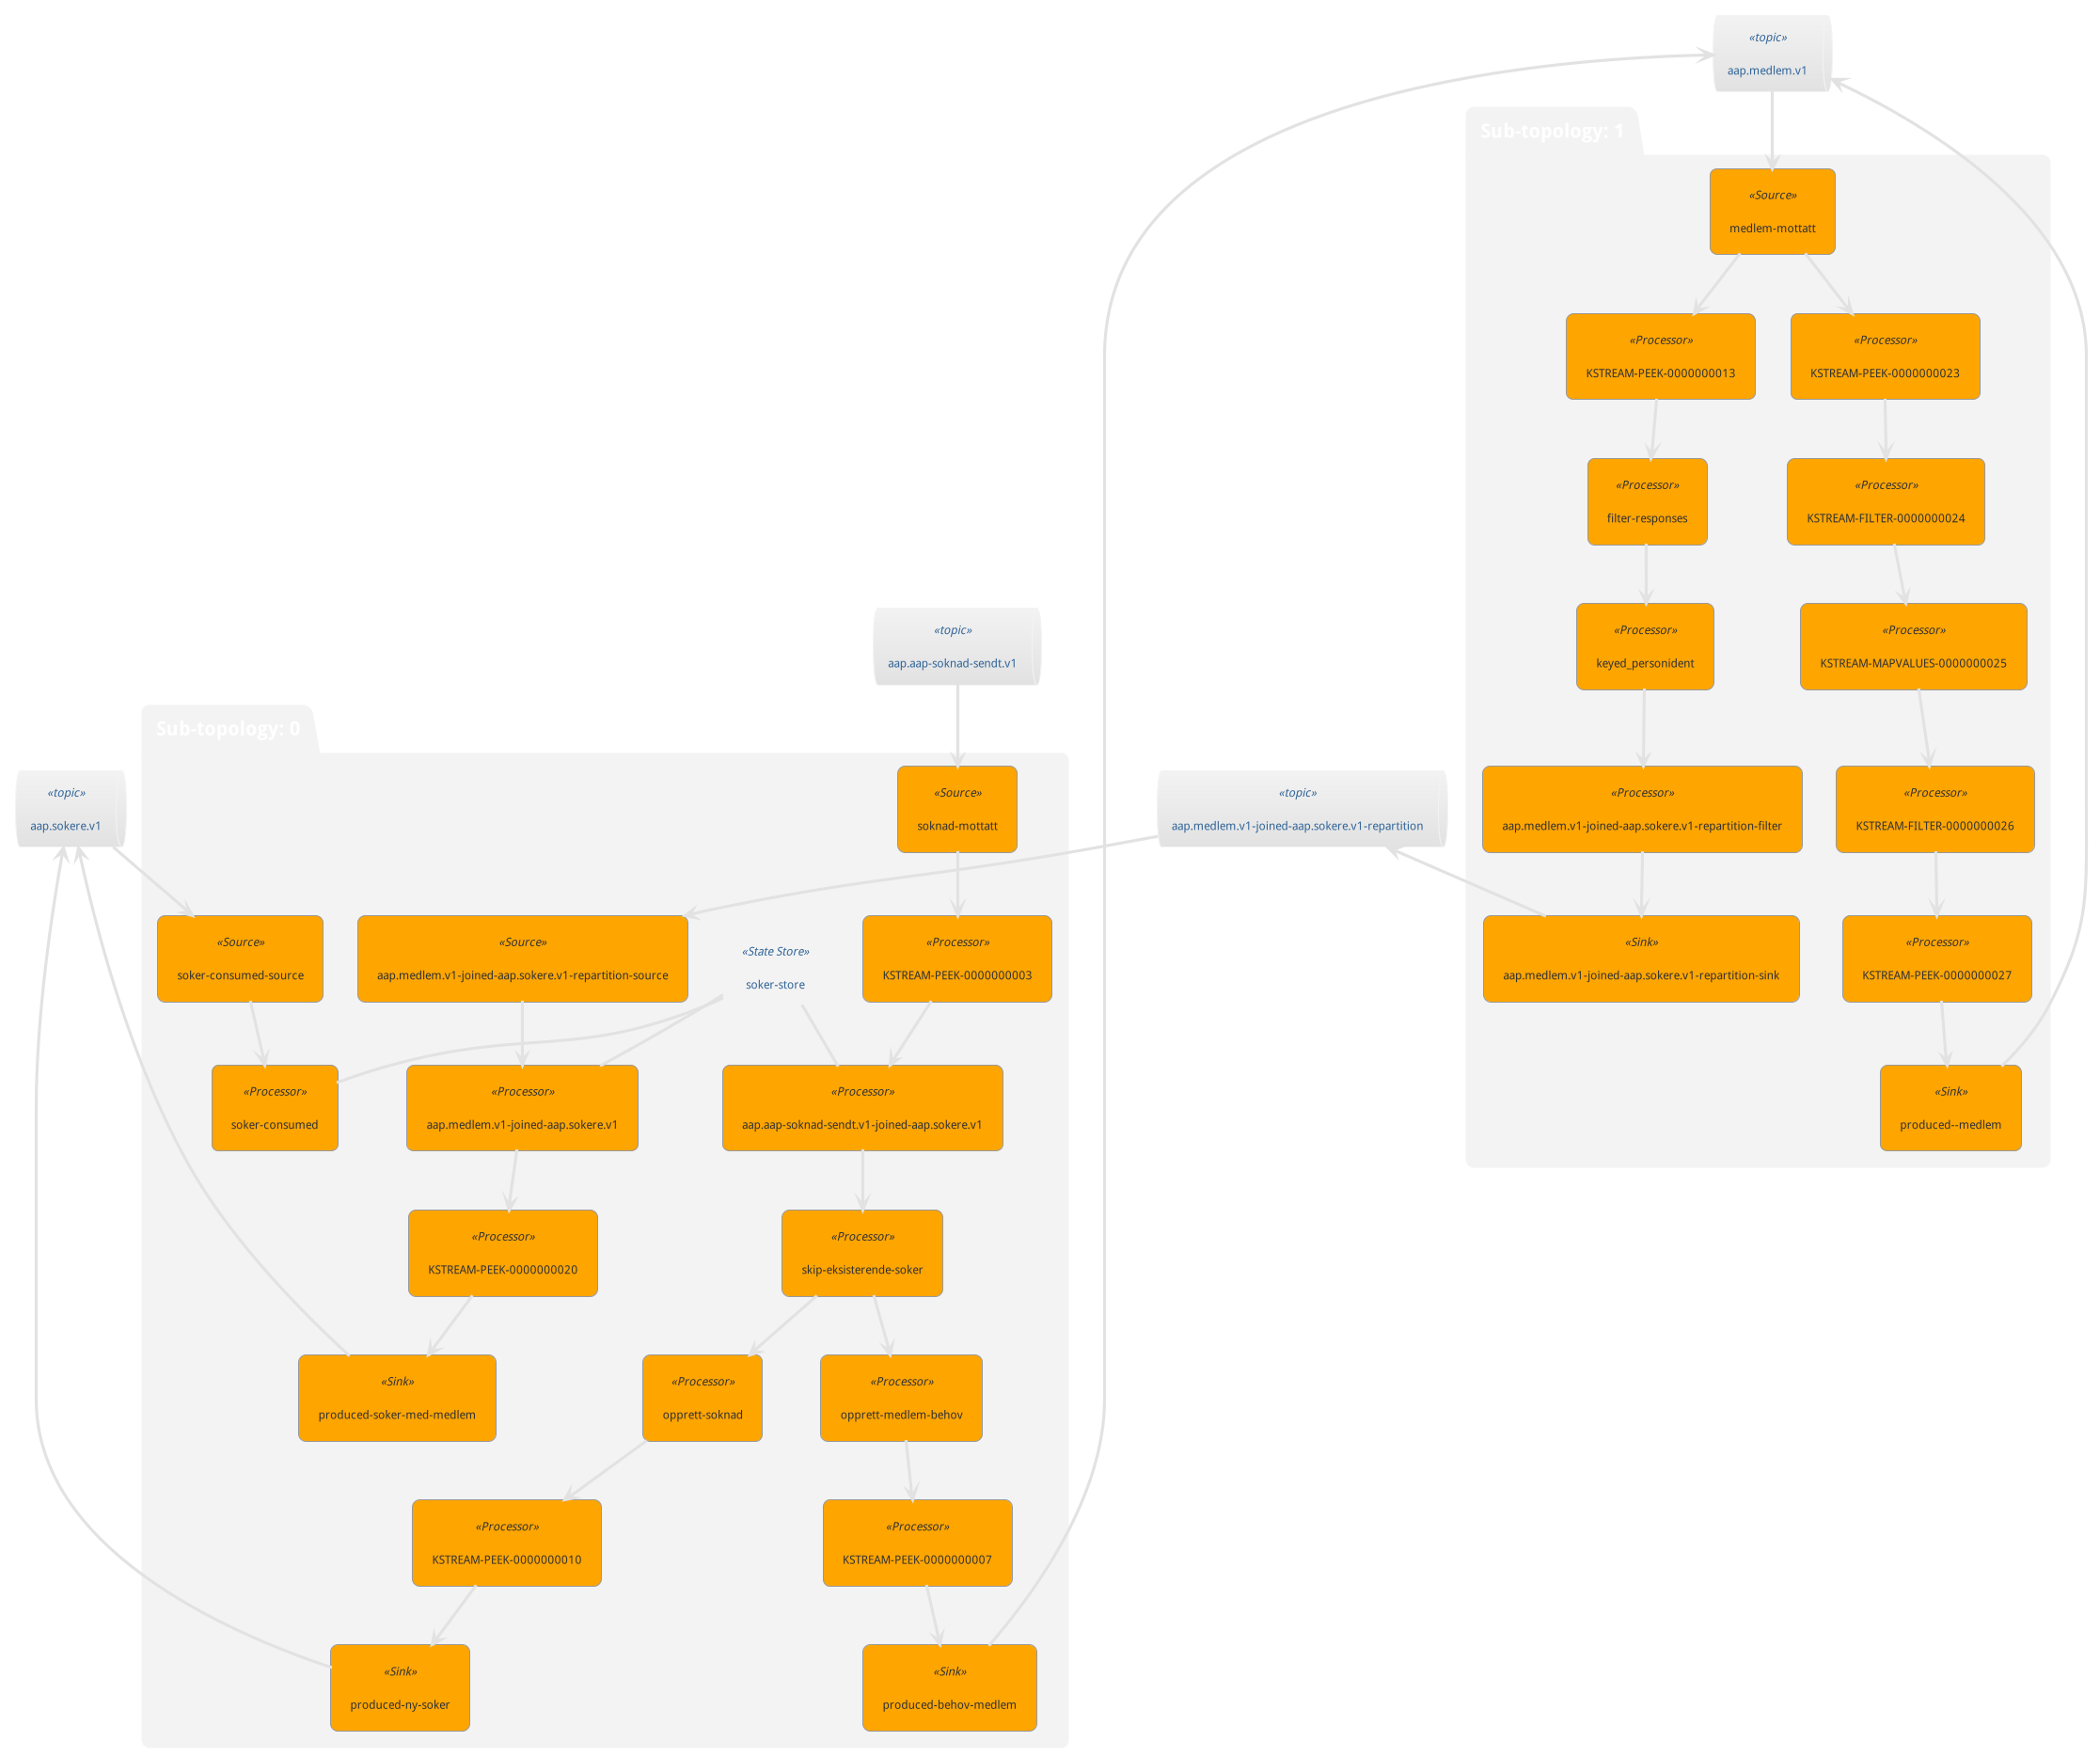 «topic»
aap.medlem.v1
Sub-topology: 1
«Source»
medlem-mottatt
«Processor»
KSTREAM-PEEK-0000000013
«Processor»
KSTREAM-PEEK-0000000023
«Processor»
filter-responses
«Processor»
KSTREAM-FILTER-0000000024
«Processor»
keyed_personident
«Processor»
KSTREAM-MAPVALUES-0000000025
«Processor»
aap.medlem.v1-joined-aap.sokere.v1-repartition-filter
«Processor»
KSTREAM-FILTER-0000000026
«Sink»
aap.medlem.v1-joined-aap.sokere.v1-repartition-sink
«Processor»
KSTREAM-PEEK-0000000027
«Sink»
produced--medlem
«topic»
aap.medlem.v1-joined-aap.sokere.v1-repartition
«topic»
aap.aap-soknad-sendt.v1
«topic»
aap.sokere.v1
Sub-topology: 0
«Source»
soknad-mottatt
«Source»
soker-consumed-source
«Source»
aap.medlem.v1-joined-aap.sokere.v1-repartition-source
«State Store»
soker-store
«Processor»
KSTREAM-PEEK-0000000003
«Processor»
soker-consumed
«Processor»
aap.medlem.v1-joined-aap.sokere.v1
«Processor»
aap.aap-soknad-sendt.v1-joined-aap.sokere.v1
«Processor»
KSTREAM-PEEK-0000000020
«Processor»
skip-eksisterende-soker
«Sink»
produced-soker-med-medlem
«Processor»
opprett-soknad
«Processor»
opprett-medlem-behov
«Processor»
KSTREAM-PEEK-0000000010
«Processor»
KSTREAM-PEEK-0000000007
«Sink»
produced-ny-soker
«Sink»
produced-behov-medlem